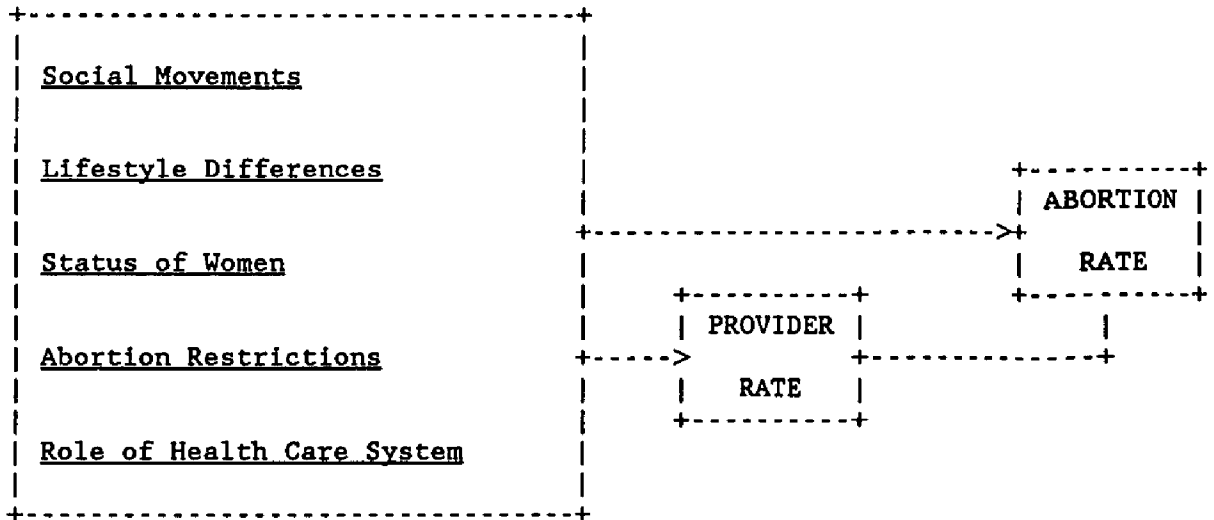 Social Movements
Lifestyle Differences
ABORTION
Status of Women
RATE
PROVIDER
Abortion Restrictions
RATE
Role of Health Care System